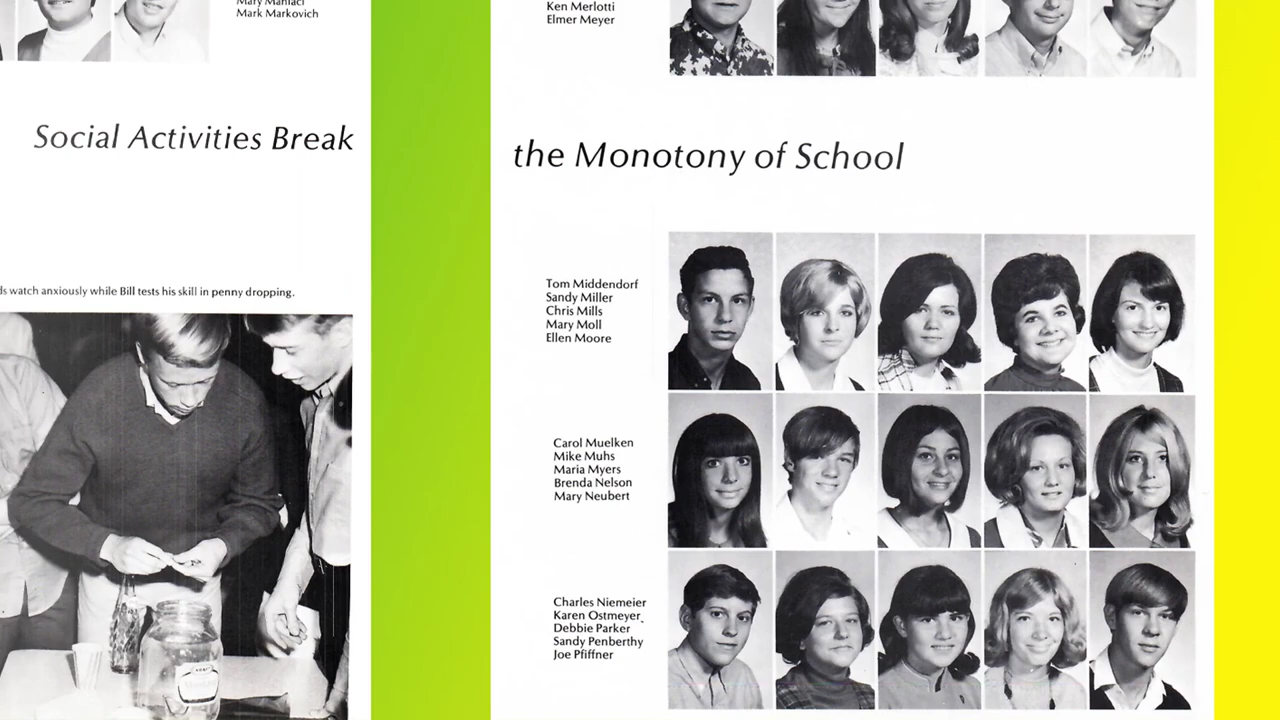 Mary Maniaci
Mark Markovich
Social Activities Break
ds watch anxiously while Bill tests his skill in penny dropping.
Ken Merlotti
Elmer Meyer
the Monotony of School
Tom Middendorf
Sandy Miller
Chris Mills
Mary Moll
Ellen Moore
Carol Muelken
Mike Muhs
Maria Myers
Brenda Nelson
Mary Neubert
Charles Niemeier
Karen Ostmeyer
Debbie Parker
Sandy Penberthy
Joe Pfiffner